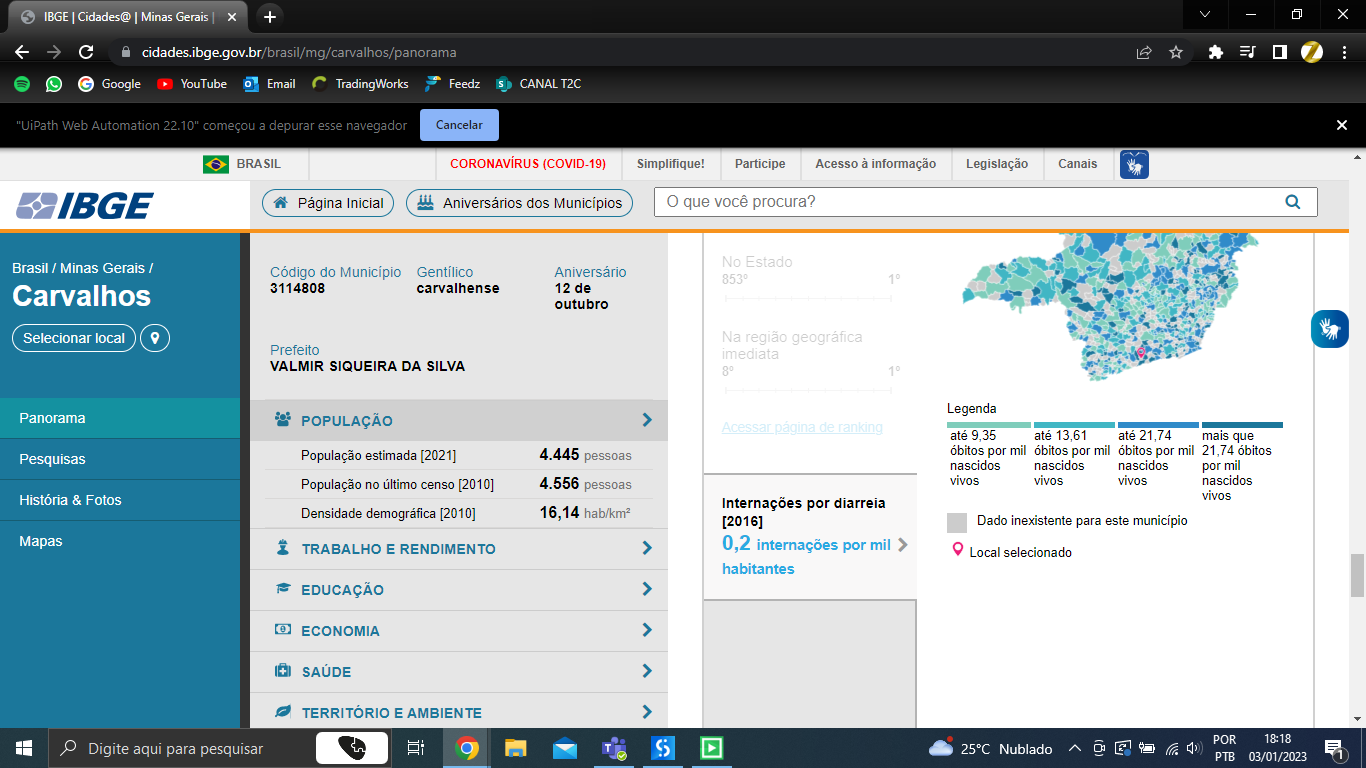 IBGE | Cidades@ | Minas Gerais |
cidades.ibge.gov.br/brasil/mg/carvalhos/panorama
Google
YouTube
Email
TradingWorks
Feedz
CANAL T2C
"UiPath Web Automation 22.10" começou a depurar esse navegador
Cancelar
BRASIL
CORONAVÍRUS (COVID-19)
Simplifique!
Participe
Acesso à informação
Legislação
Canais
IBGE
Página Inicial
Aniversários dos Municípios
O que você procura?
Brasil / Minas Gerais /
Carvalhos
Selecionar local
Panorama
Pesquisas
História & Fotos
Mapas
Código do Município
3114808
Gentílico
carvalhense
Aniversário
12 de
outubro
Prefeito
VALMIR SIQUEIRA DA SILVA
POPULAÇÃO
População estimada [2021] 4.445 pessoas
População no último censo [2010] 4.556 pessoas
Densidade demográfica [2010] 16,14 hab/km²
TRABALHO E RENDIMENTO
EDUCAÇÃO
ECONOMIA
SAÚDE
TERRITÓRIO E AMBIENTE
No Estado
853º 1º
Na região geográfica
imediata
8º 1º
Acessar página de ranking
Internações por diarreia
[2016]
0,2 internações por mil
habitantes
Legenda
até 9,35
óbitos por mil
nascidos
vivos
até 13,61
óbitos por mil
nascidos
vivos
até 21,74
óbitos por mil
nascidos
vivos
mais que
21,74 óbitos
por mil
nascidos
vivos
Dado inexistente para este município
Local selecionado
Digite aqui para pesquisar
25°C Nublado
POR
PTB
18:18
03/01/2023
1